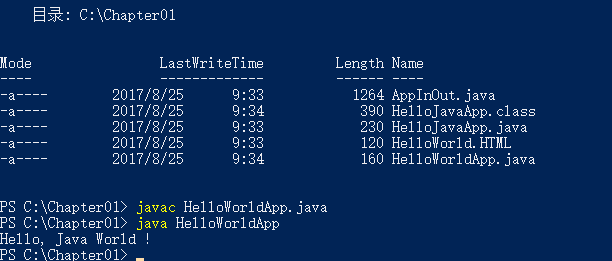 目录: C:\Chapter01
Mode LastWriteTime Length Name
---- ------------- ------ ----
-a---- 2017/8/25 9:33 1264 AppInOut.java
-a---- 2017/8/25 9:34 390 HelloJavaApp.class
-a---- 2017/8/25 9:33 230 HelloJavaApp.java
-a---- 2017/8/25 9:33 120 HelloWorld.HTML
-a---- 2017/8/25 9:34 160 HelloWorldApp.java
PS C:\Chapter01> javac HelloWorldApp.java
PS C:\Chapter01> java HelloWorldApp
Hello, Java World !
PS C:\Chapter01>